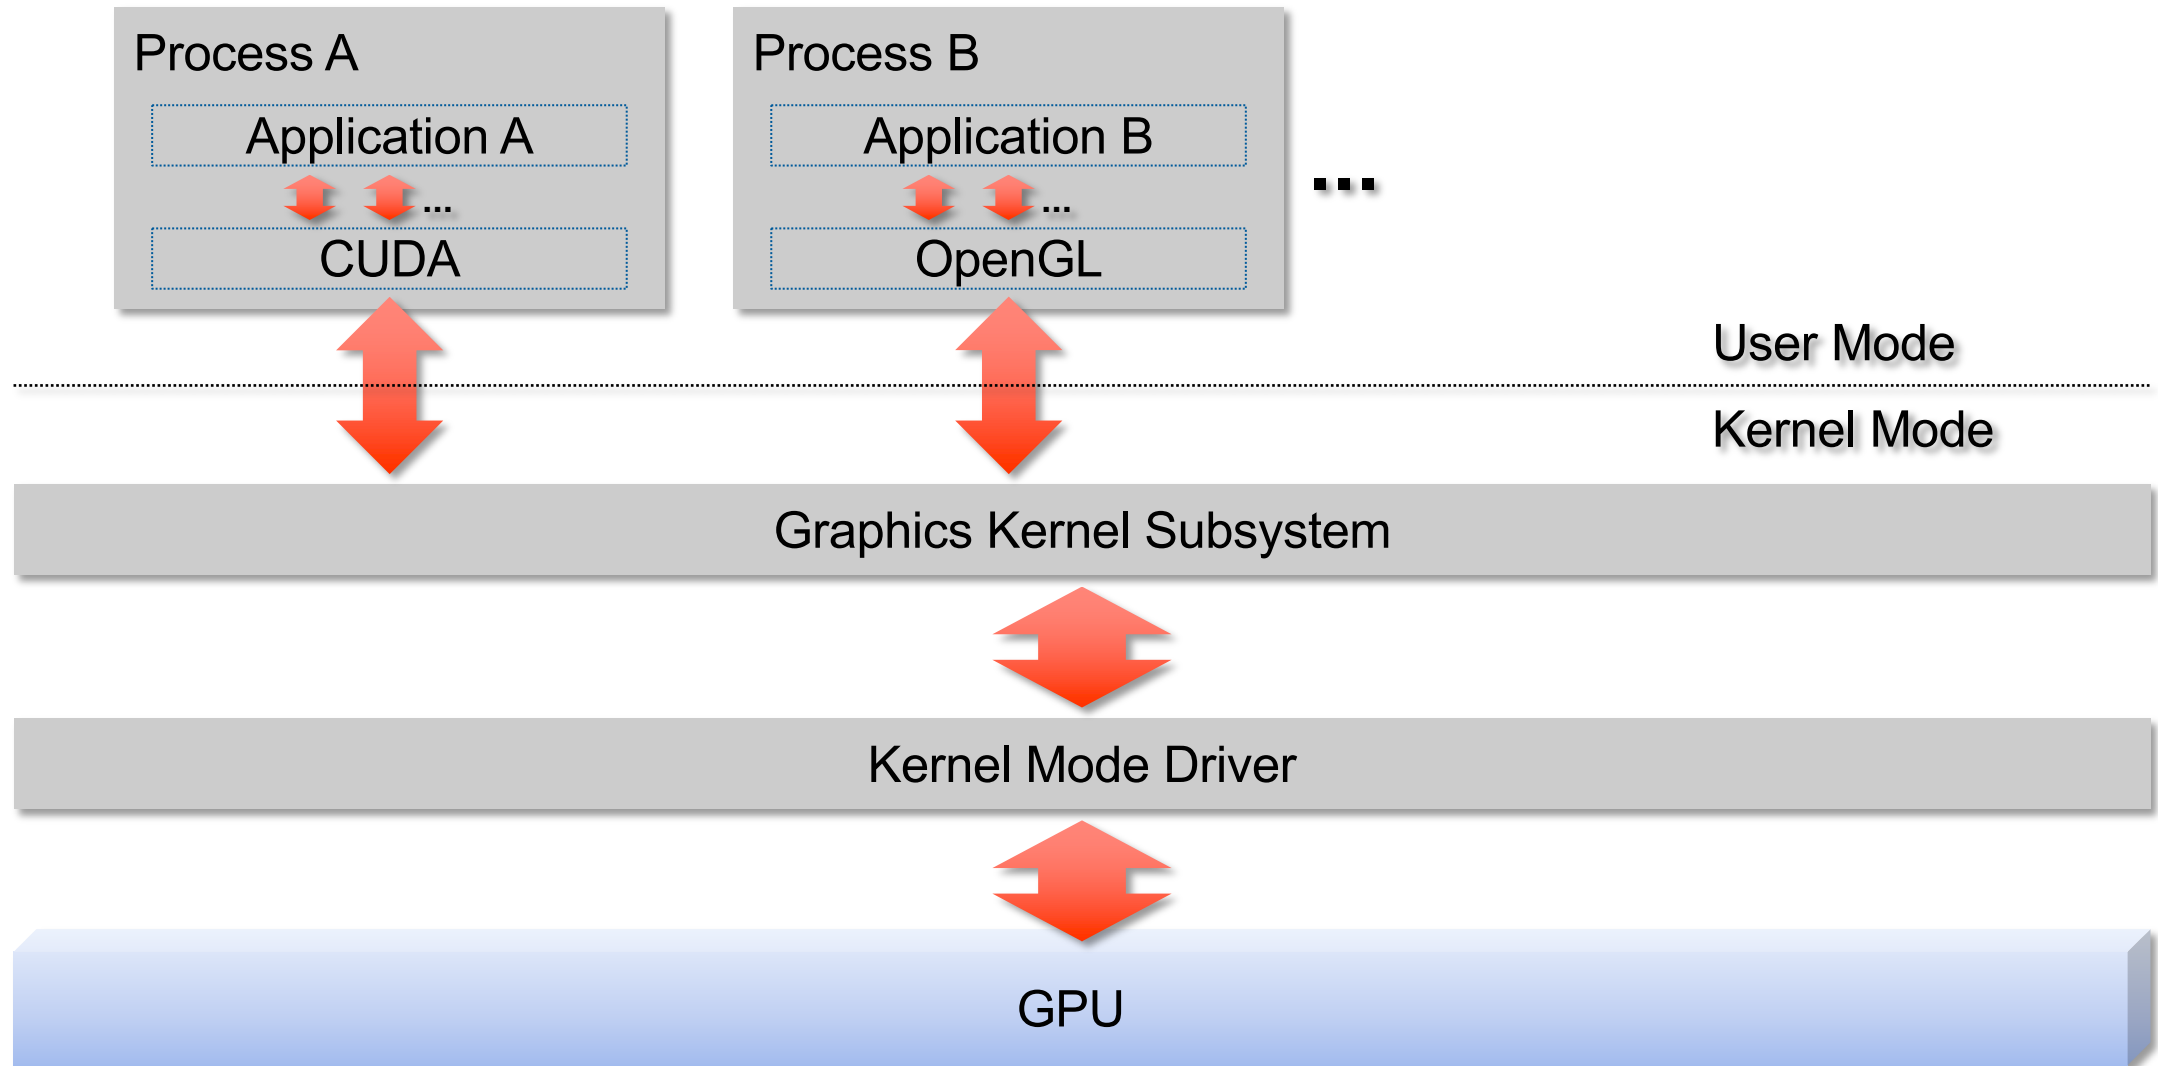 Process A
Application A
...
CUDA
Process B
Application B
...
OpenGL
...
User Mode
Kernel Mode
Graphics Kernel Subsystem
Kernel Mode Driver
GPU